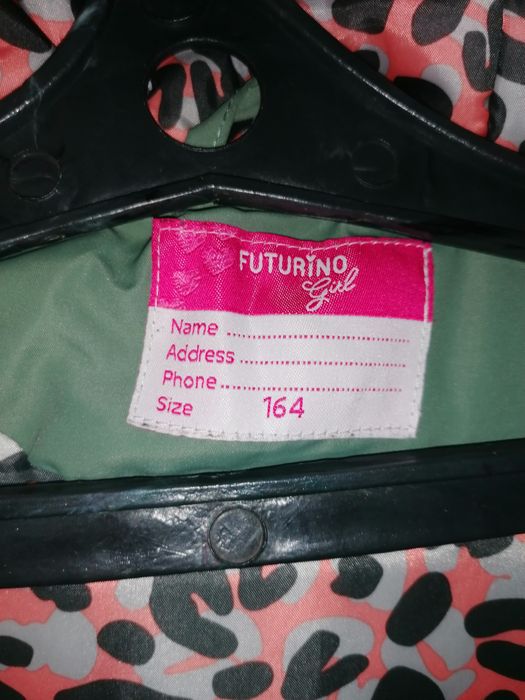 FUTURINO
Girl
Name ........................................
Address ....................................
Phone ........................................
Size 164